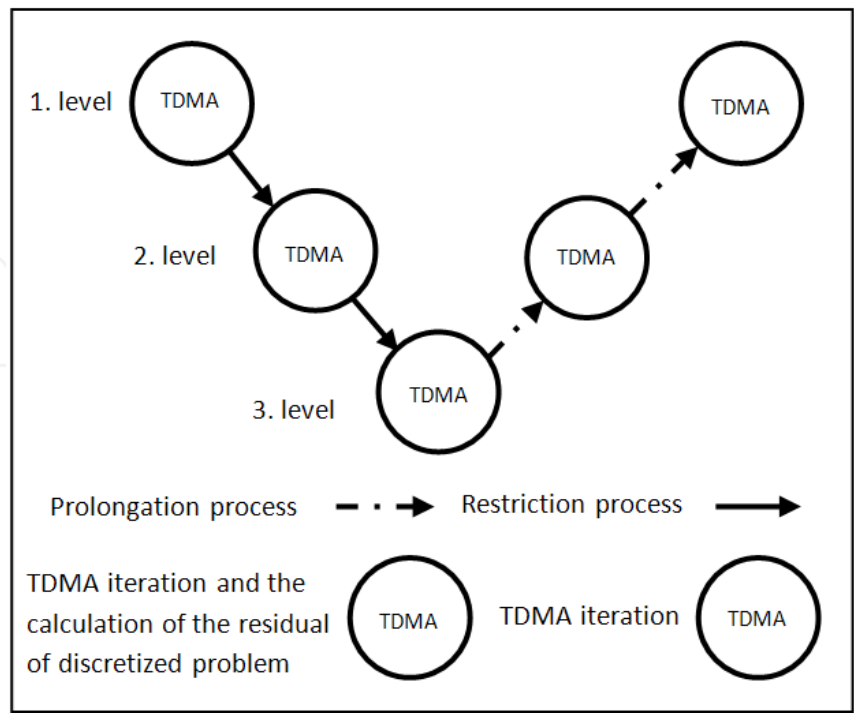 1. level
TDMA
TDMA
2. level
TDMA
TDMA
3. level
TDMA
Prolongation process
Restriction process
TDMA iteration and the
calculation of the residual
of discretized problem
TDMA
TDMA iteration
TDMA